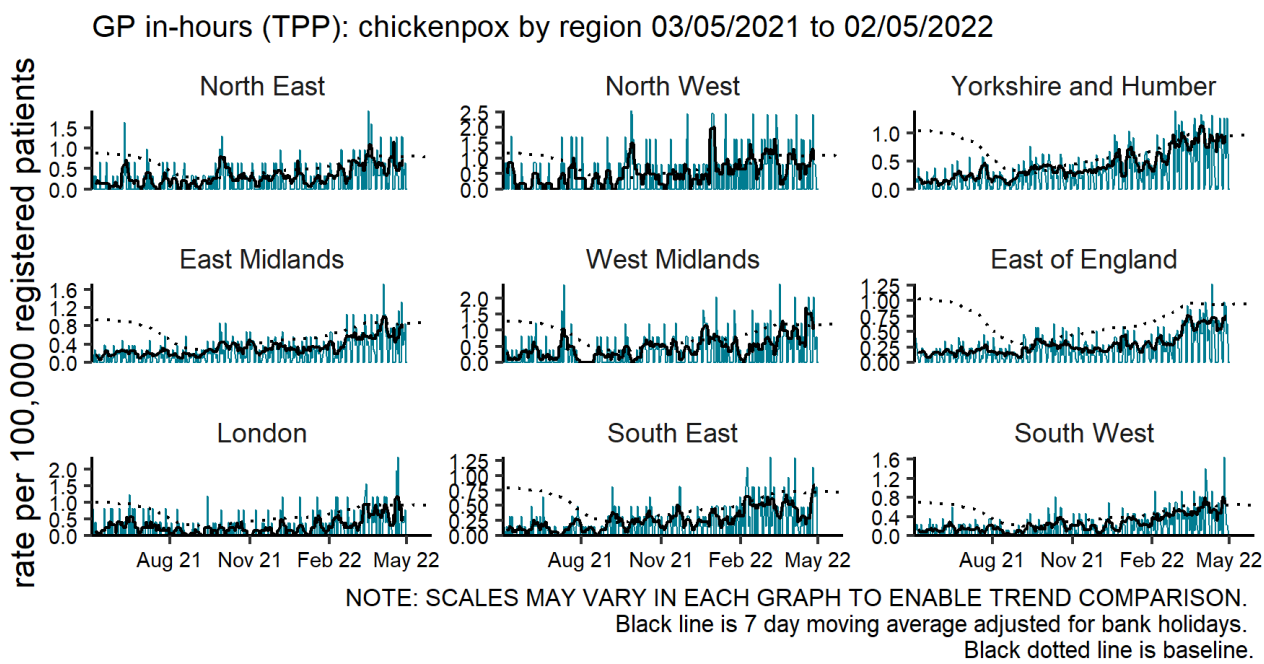 GP in-hours (TPP): chickenpox by region 03/05/2021 to 02/05/2022
rate per 100,000 registered patients
North East
1.5
1.0
0.5
0.0
North West
2.5
2.0
1.5
1.0
0.5
0.0
Yorkshire and Humber
1.0
0.5
0.0
East Midlands
1.6
1.2
0.8
0.4
0.0
West Midlands
2.0
1.5
1.0
0.5
0.0
East of England
1.25
1.00
0.75
0.50
0.25
0.00
London
2.0
1.5
1.0
0.5
0.0
South East
1.25
1.00
0.75
0.50
0.25
0.00
South West
1.6
1.2
0.8
0.4
0.0
Aug 21 Nov 21 Feb 22 May 22
Aug 21 Nov 21 Feb 22 May 22
Aug 21 Nov 21 Feb 22 May 22
NOTE: SCALES MAY VARY IN EACH GRAPH TO ENABLE TREND COMPARISON.
Black line is 7 day moving average adjusted for bank holidays.
Black dotted line is baseline.